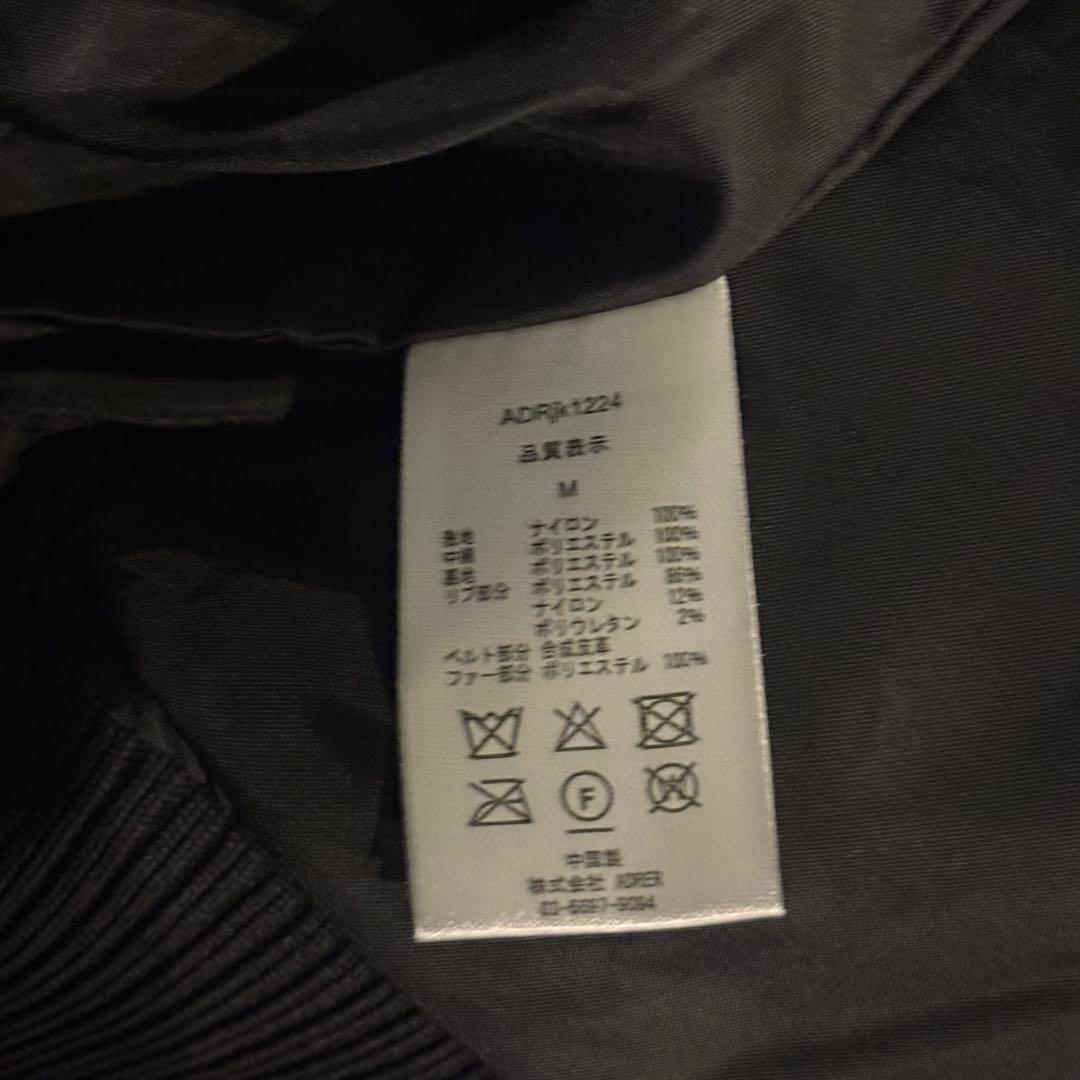 ADRjk1224
品質表示
M
表地 ナイロン 100%
中綿 ポリエステル 100%
裏地 ポリエステル 100%
リブ部分 ポリエステル 86%
ナイロン 12%
ポリウレタン 2%
ベルト部分 合成皮革
ファー部分 ポリエステル 100%
F
W
中国製
株式会社 ADRER